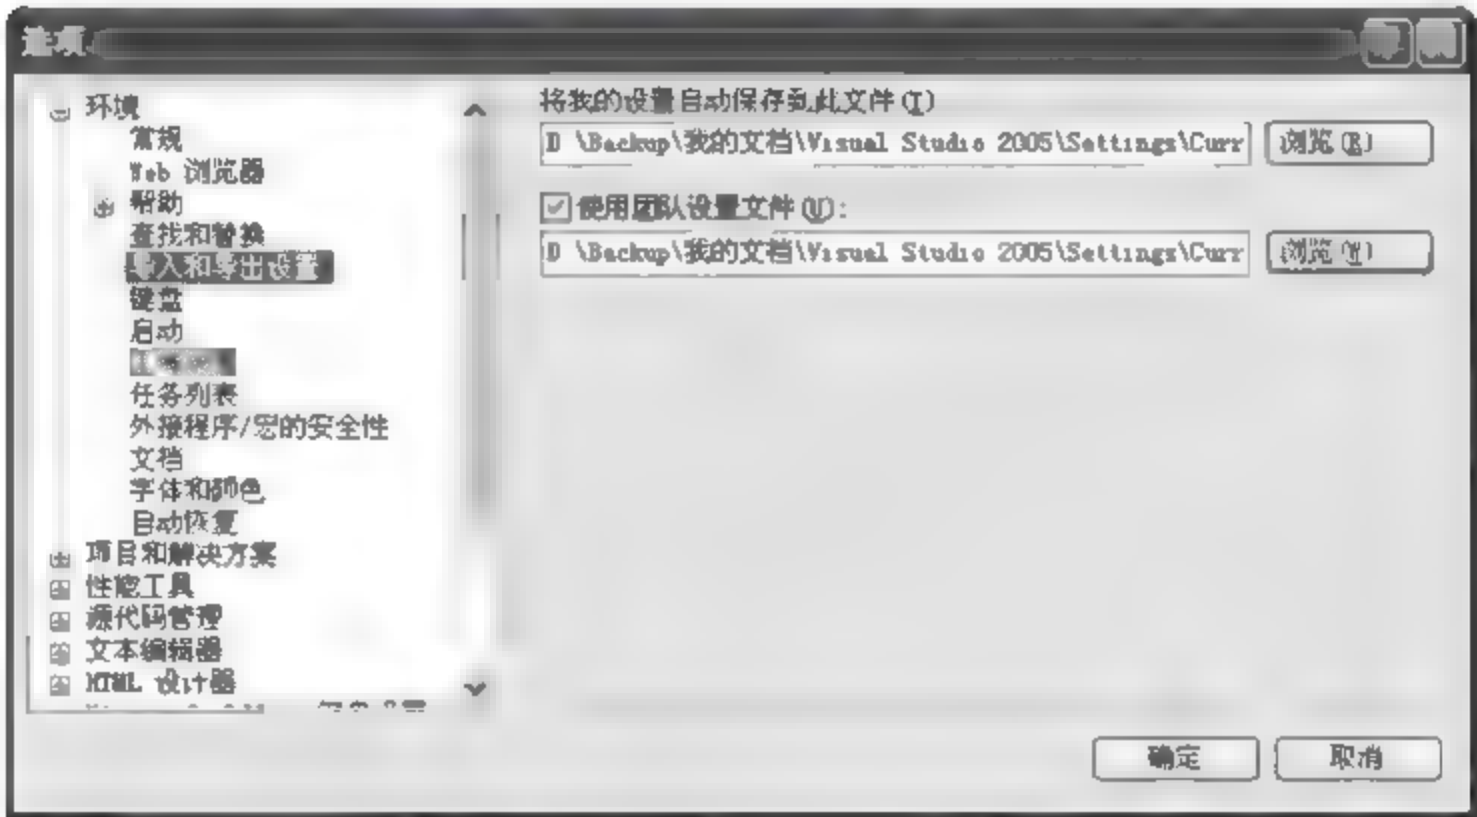 选项
环境
常规
Web 浏览器
帮助
查找和替换
导入和导出设置
键盘
启动
任务列表
外接程序/宏的安全性
文档
字体和颜色
自动恢复
项目和解决方案
性能工具
源代码管理
文本编辑器
HTML 设计器
将我的设置自动保存到此文件(T)
D \Backup\我的文档\Visual Studio 2005\Settings\Curr
浏览(R)
使用团队设置文件(U):
D \Backup\我的文档\Visual Studio 2005\Settings\Curr
浏览(W)
确定
取消